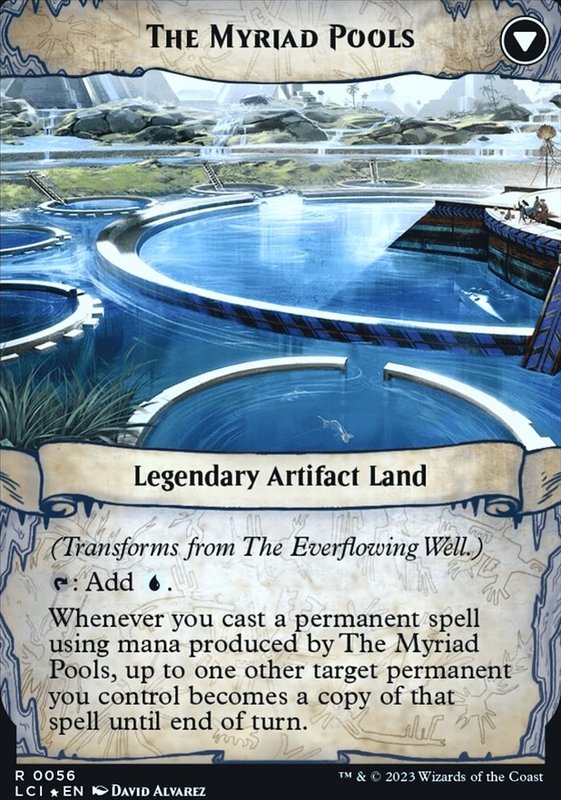 The Myriad Pools
Legendary Artifact Land
(Transforms from The Everflowing Well.)
: Add .
Whenever you cast a permanent spell
using mana produced by The Myriad
Pools, up to one other target permanent
you control becomes a copy of that
spell until end of turn.
R 0056
LCI ★ EN David Alvarez
™ & © 2023 Wizards of the Coast